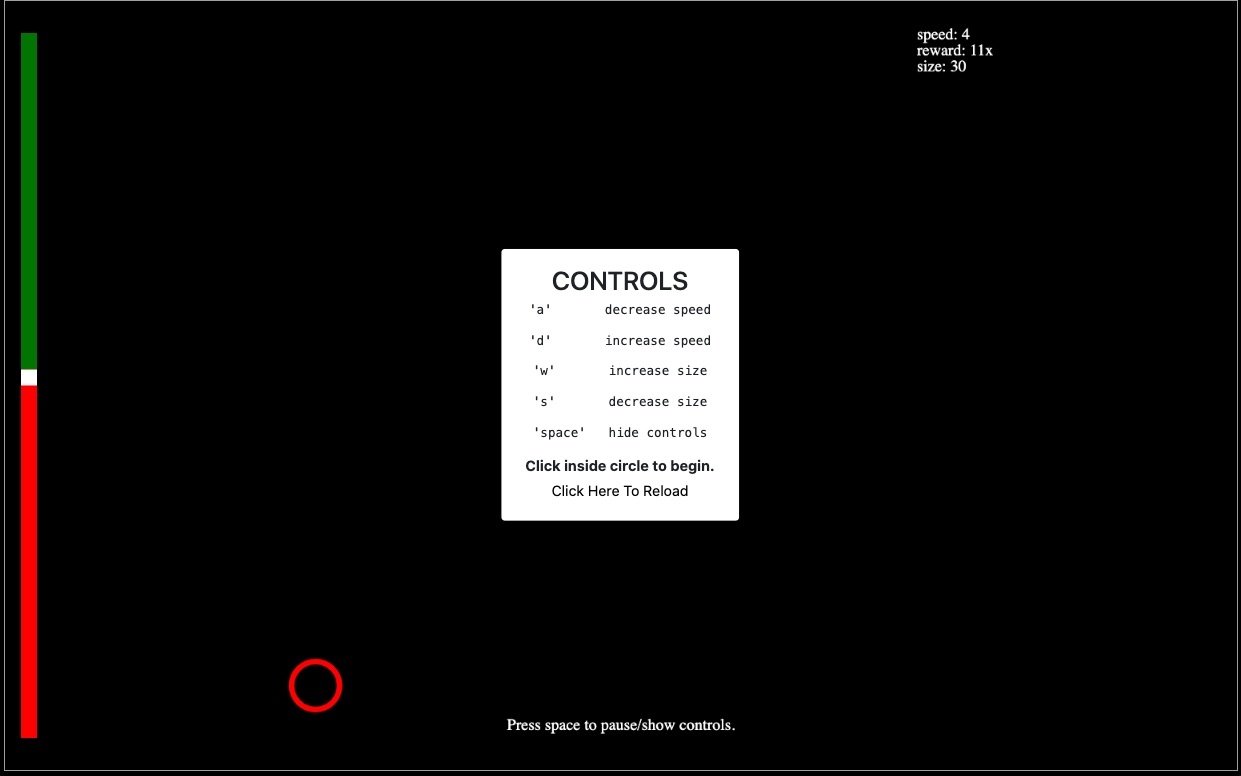 speed: 4
reward: 11x
size: 30
CONTROLS
'a' decrease speed
'd' increase speed
'w' increase size
's' decrease size
'space' hide controls
Click inside circle to begin.
Click Here To Reload
Press space to pause/show controls.